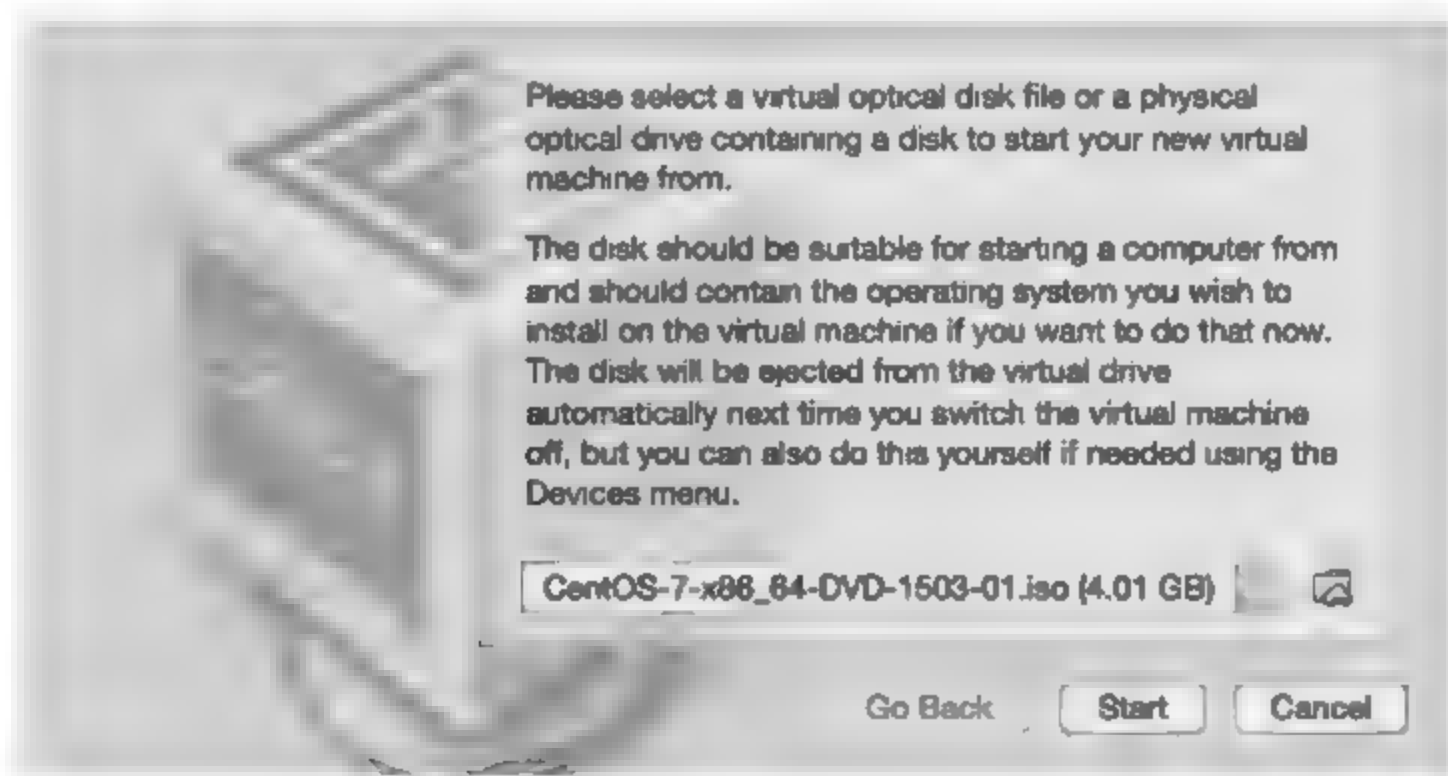 Please select a virtual optical disk file or a physical
optical drive containing a disk to start your new virtual
machine from.
The disk should be suitable for starting a computer from
and should contain the operating system you wish to
install on the virtual machine if you want to do that now.
The disk will be ejected from the virtual drive
automatically next time you switch the virtual machine
off, but you can also do this yourself if needed using the
Devices menu.
CentOS-7-x86_64-DVD-1503-01.iso (4.01 GB)
Go Back Start Cancel